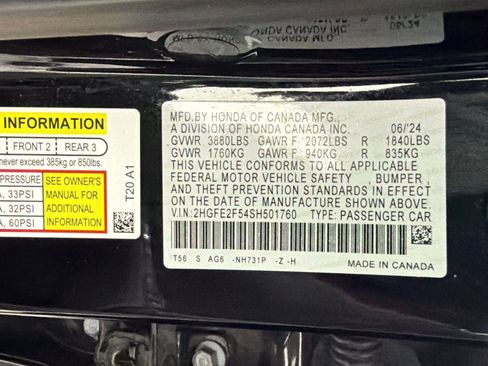 INFORMATION
FRONT 2 REAR 3
never exceed 385kg or 850lbs.
PRESSURE SEE OWNER'S
33PSI MANUAL FOR
32PSI ADDITIONAL
60PSI INFORMATION
T20 A1
MFD.BY HONDA OF CANADA MFG.,
A DIVISION OF HONDA CANADA INC. 06/'24
GVWR 3880LBS GAWR F 2072LBS R 1840LBS
GVWR 1760KG GAWR F 940KG R 835KG
THIS VEHICLE CONFORMS TO ALL APPLICABLE
FEDERAL MOTOR VEHICLE SAFETY, BUMPER
AND THEFT PREVENTION STANDARDS IN EFFECT
ON THE DATE OF MANUFACTURE SHOWN ABOVE.
V.I.N.:2HGFE2F54SH501760 TYPE: PASSENGER CAR
T56 S AG6 -NH731P -Z -H
MADE IN CANADA